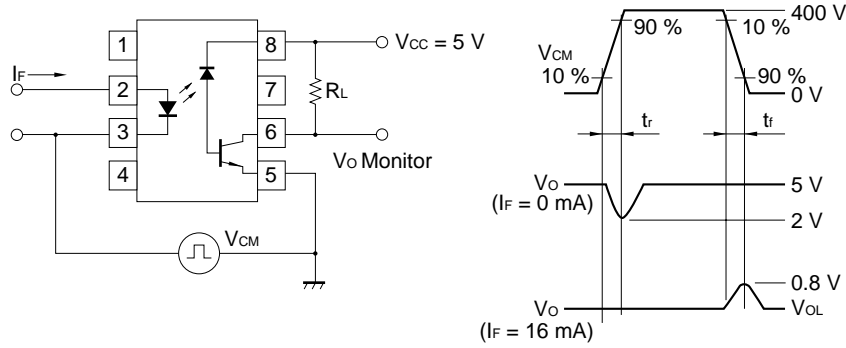 1
2
3
4
8
7
6
5
IF
VCC = 5 V
RL
VO Monitor
VCM
400 V
90 %
10 %
VCM
10 %
90 %
0 V
tr
tf
VO
(IF = 0 mA)
5 V
2 V
0.8 V
VO
(IF = 16 mA)
VOL